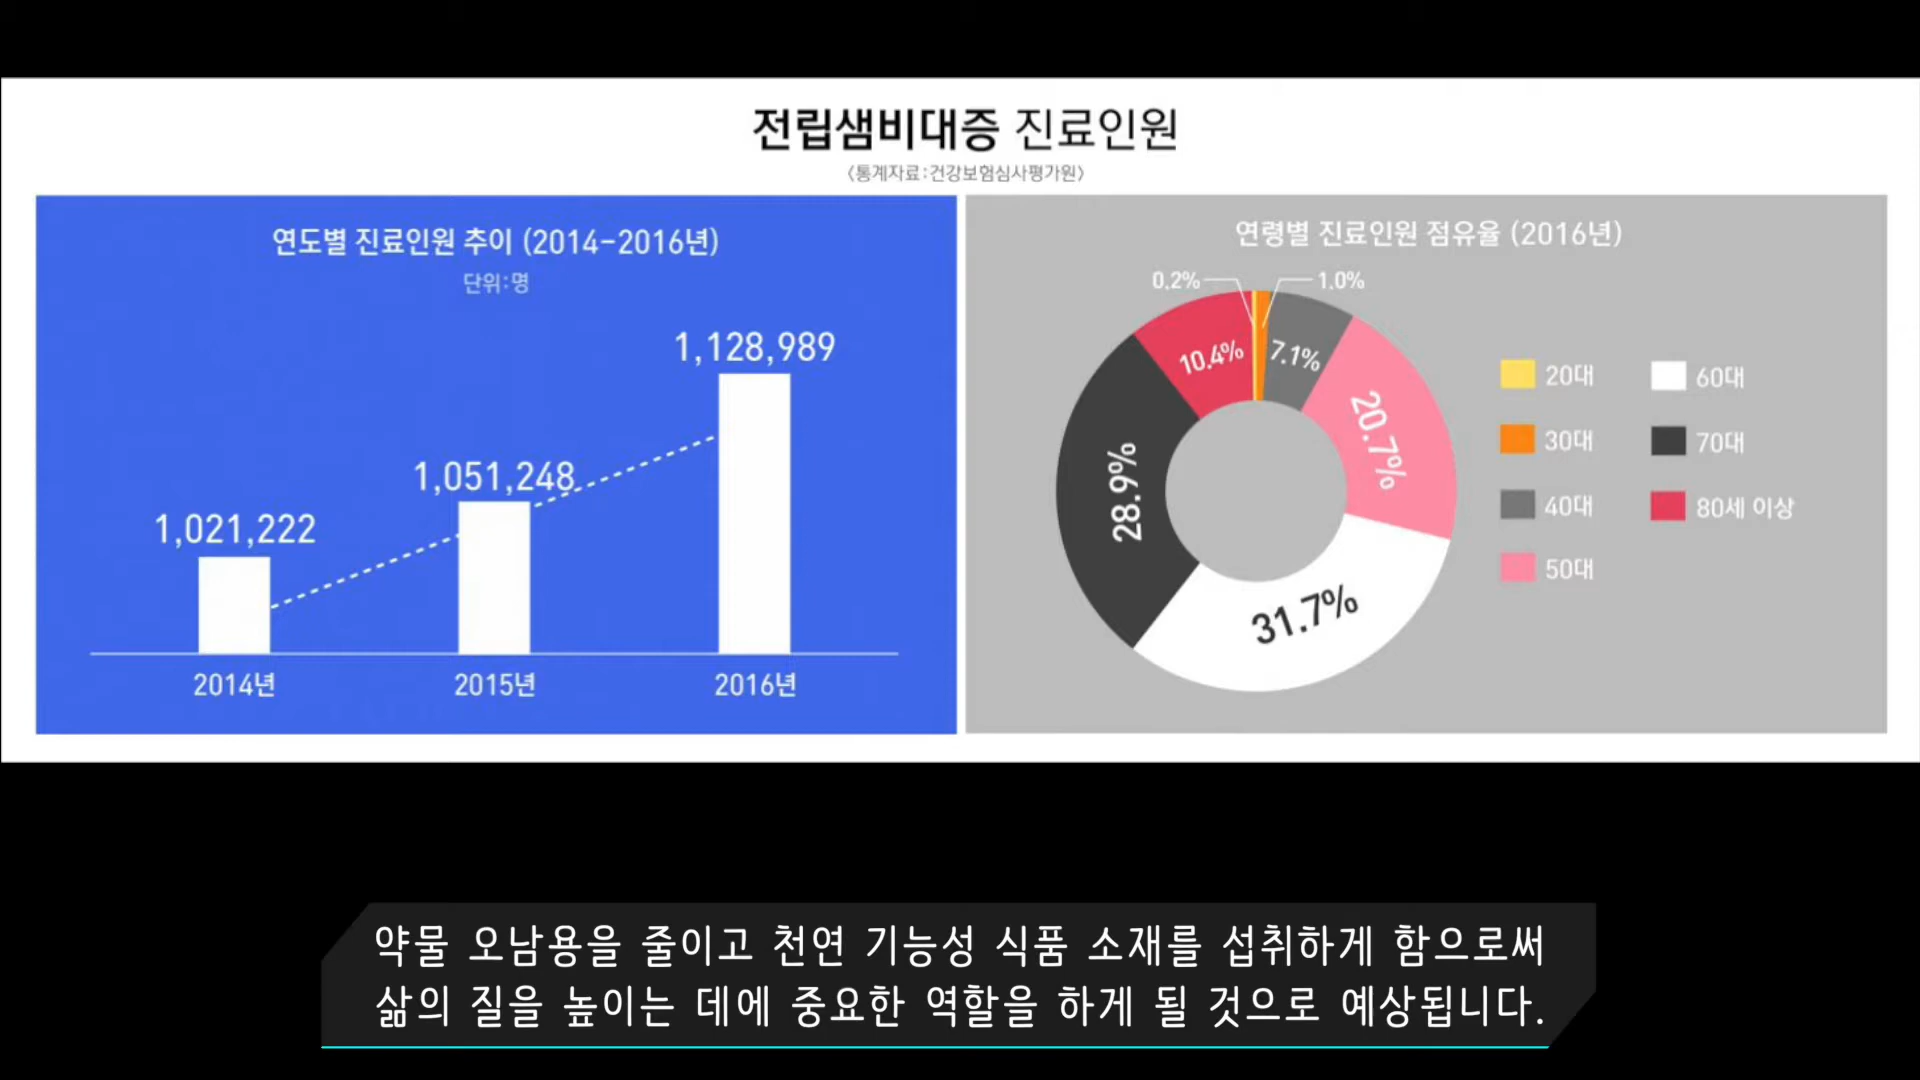 전립샘비대증 진료인원
〈통계자료:건강보험심사평가원〉
연도별 진료인원 추이 (2014-2016년)
단위:명
1,021,222
1,051,248
1,128,989
2014년
2015년
2016년
연령별 진료인원 점유율 (2016년)
0.2%
1.0%
10.4%
7.1%
20.7%
28.9%
31.7%
20대
60대
30대
70대
40대
80세 이상
50대
약물 오남용을 줄이고 천연 기능성 식품 소재를 섭취하게 함으로써
삶의 질을 높이는 데에 중요한 역할을 하게 될 것으로 예상됩니다.